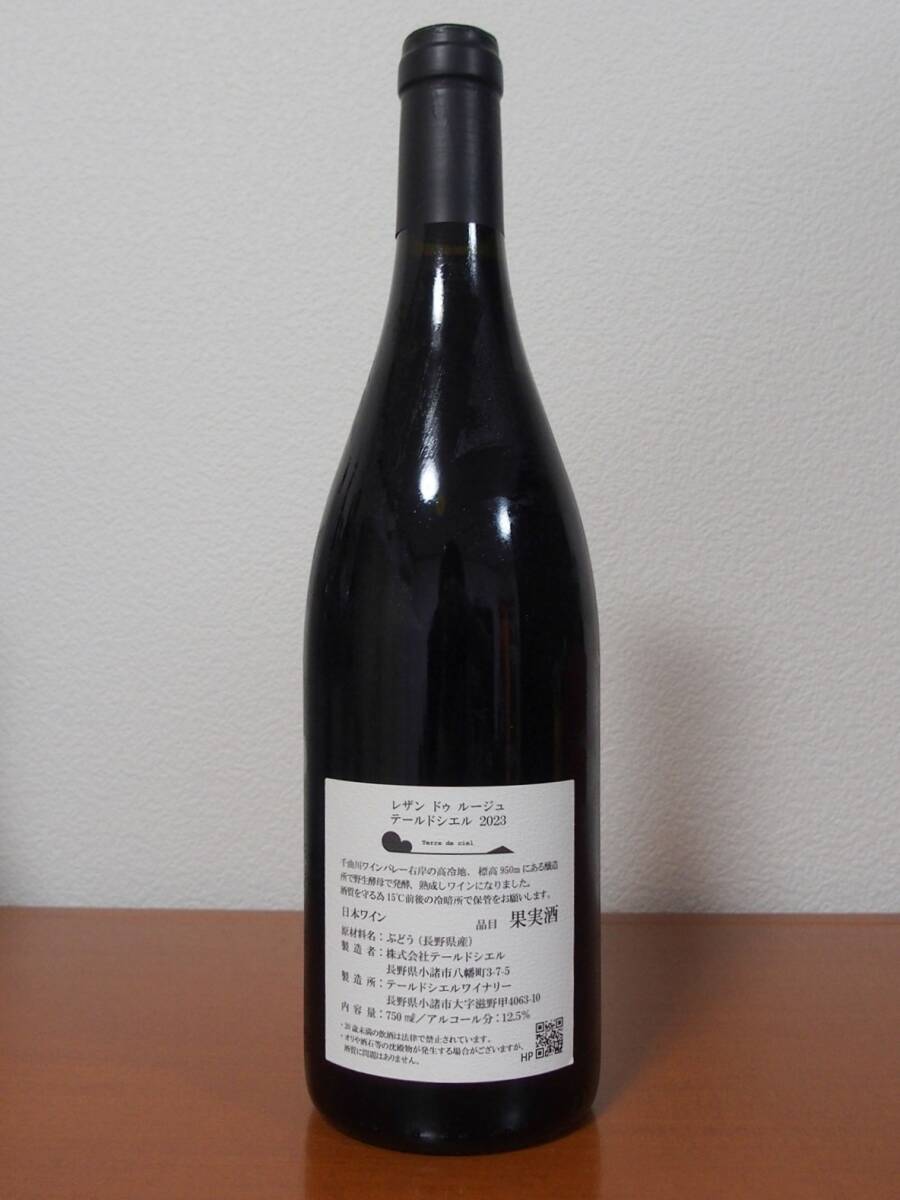 レザン ドゥ ルージュ
テールドシエル 2023
Terre de ciel
千曲川ワインバレー右岸の高冷地、標高950mにある醸造
所で野生酵母で発酵、熟成しワインになりました。
酒質を守る為15℃前後の冷暗所で保管をお願いします。
日本ワイン 品目 果実酒
原材料名：ぶどう（長野県産）
製造者：株式会社テールドシエル
長野県小諸市八幡町3-7-5
製造所：テールドシエルワイナリー
長野県小諸市大字滋野甲4063-10
内容量：750㎖／アルコール分：12.5%
・20歳未満の飲酒は法律で禁止されています。
・オリや酒石等の沈殿物が発生する場合がございますが、
酒質に問題はありません。
HP